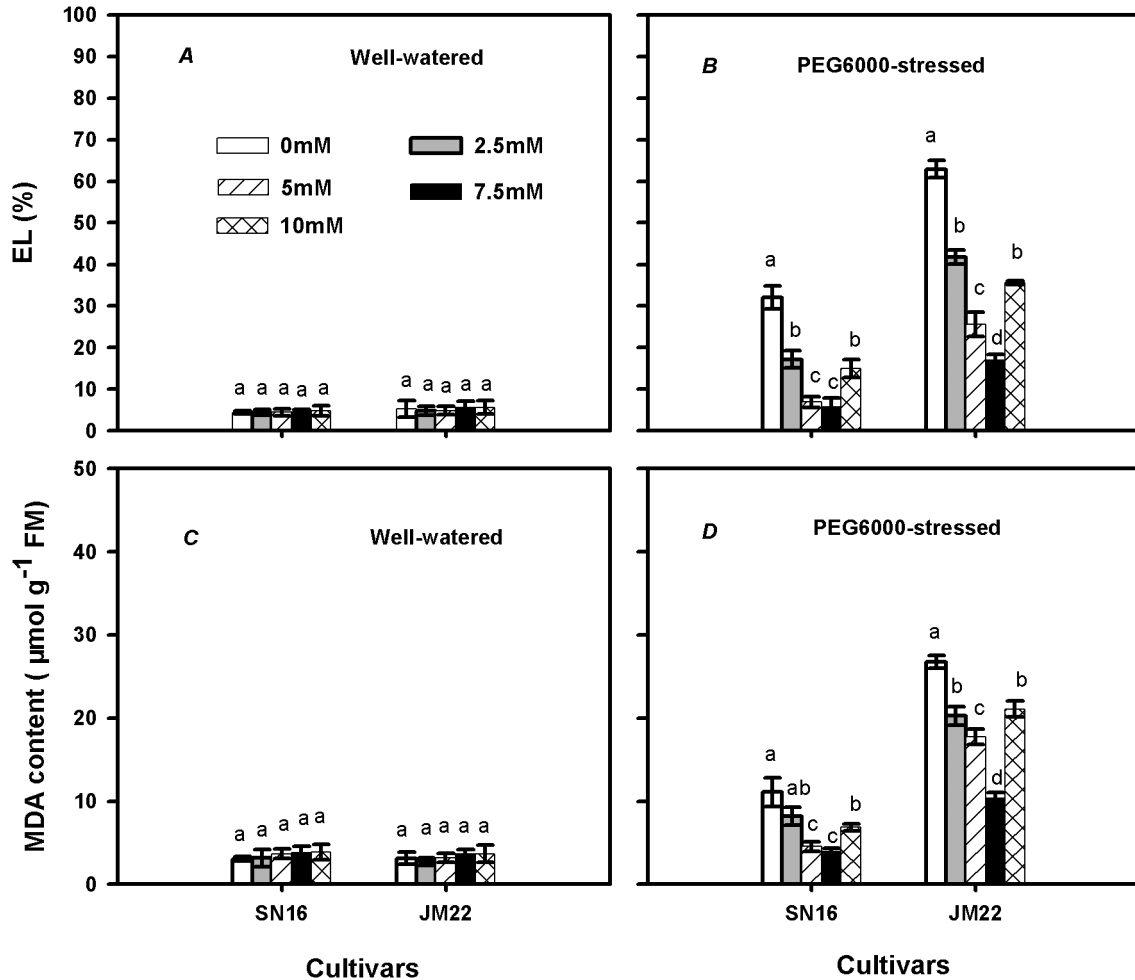 100
90
80
70
60
50
40
30
20
10
0
EL (%)
A
Well-watered
0mM
2.5mM
5mM
7.5mM
10mM
a a a a a
a a a a a
B
PEG6000-stressed
a
b
c
c
b
a
b
c
d
b
50
40
30
20
10
0
MDA content ( µmol g⁻¹ FM)
C
Well-watered
a a a a a
a a a a a
SN16
JM22
Cultivars
D
PEG6000-stressed
a
ab
c
c
b
a
b
c
d
b
SN16
JM22
Cultivars